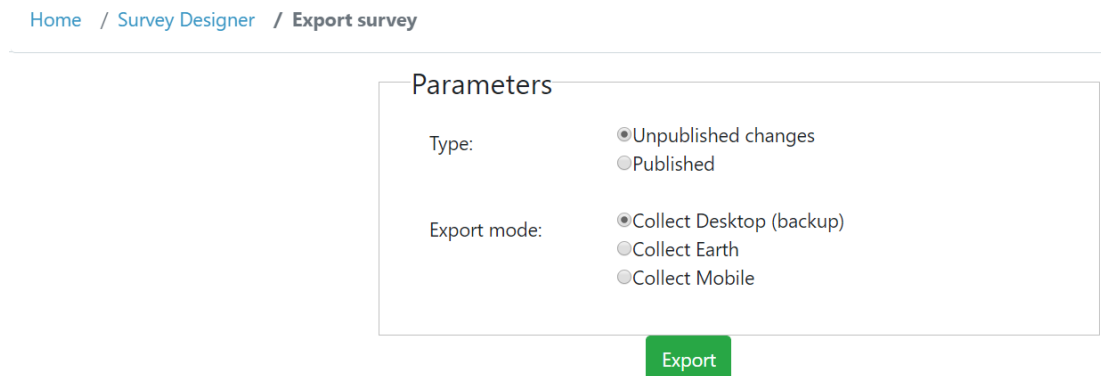 Home / Survey Designer / Export survey
Parameters
Type:
Unpublished changes
Published
Export mode:
Collect Desktop (backup)
Collect Earth
Collect Mobile
Export